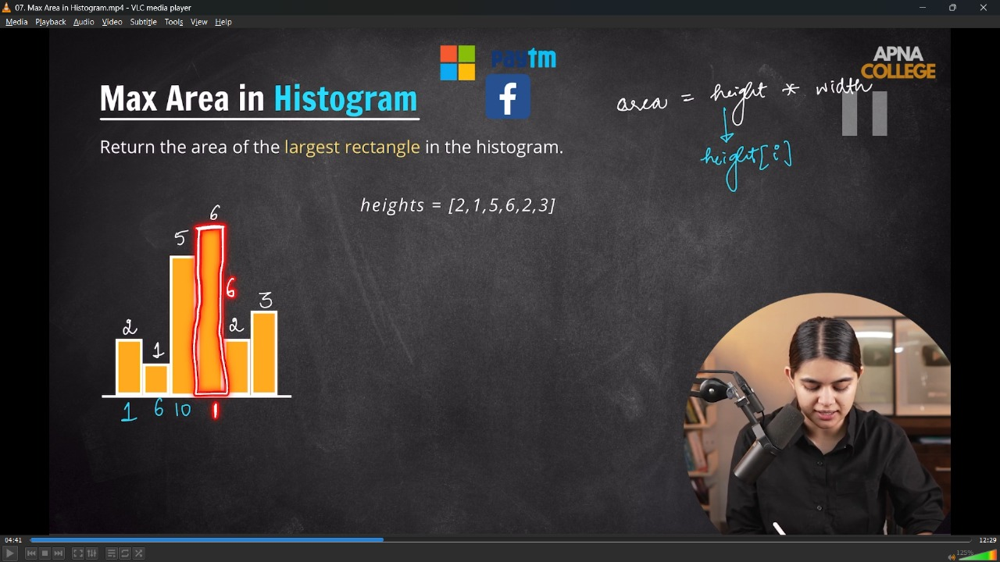 07. Max Area in Histogram.mp4 - VLC media player
Media Playback Audio Video Subtitle Tools View Help
paytm
APNA
COLLEGE
Max Area in Histogram
area = height * width
height[i]
Return the area of the largest rectangle in the histogram.
heights = [2,1,5,6,2,3]
6
5
6
3
2
2
1
1 6 10 1
04:41
12:29
125%